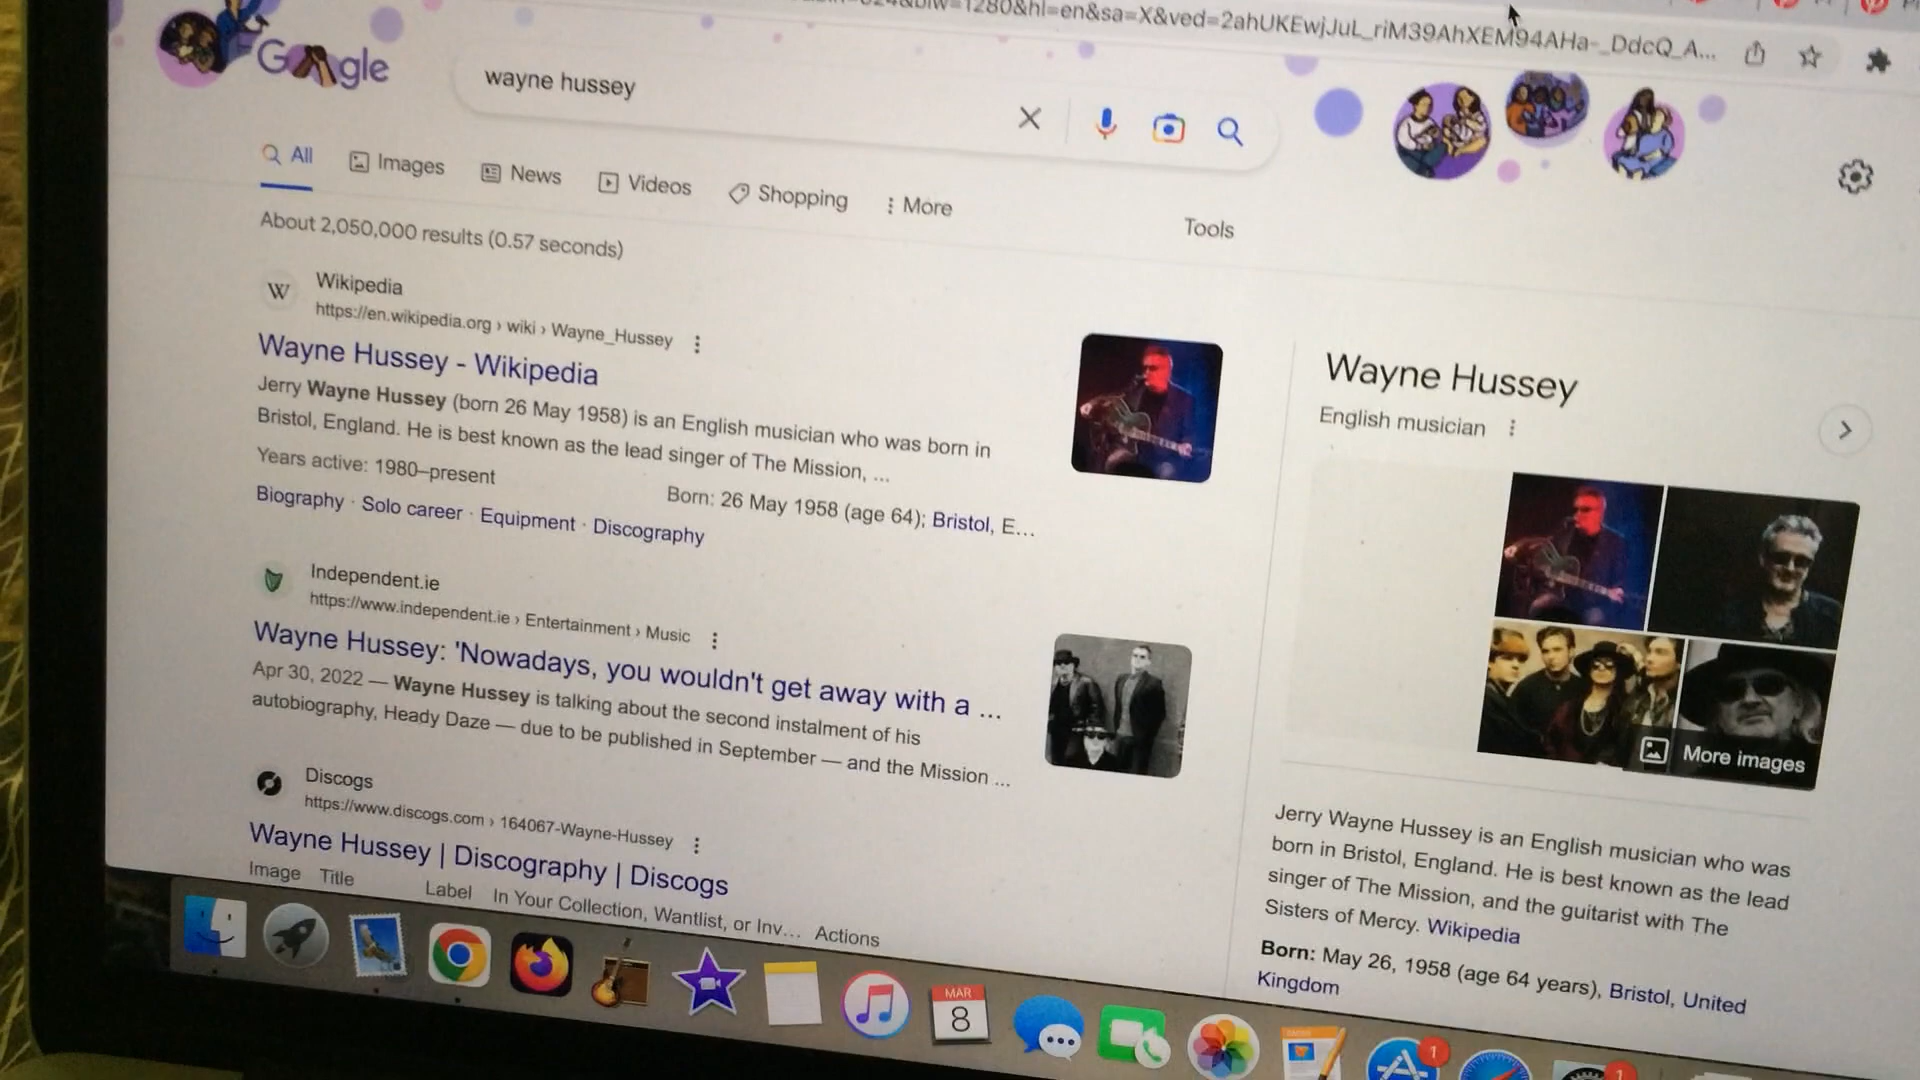 =1280&hl=en&sa=X&ved=2ahUKEwjJuL_riM39AhXEM94AHa-_DdcQ_A...
Google
wayne hussey
All Images News Videos Shopping More
Tools
About 2,050,000 results (0.57 seconds)
Wikipedia
https://en.wikipedia.org › wiki › Wayne_Hussey
Wayne Hussey - Wikipedia
Jerry Wayne Hussey (born 26 May 1958) is an English musician who was born in
Bristol, England. He is best known as the lead singer of The Mission, ...
Years active: 1980–present
Born: 26 May 1958 (age 64); Bristol, E...
Biography · Solo career · Equipment · Discography
Independent.ie
https://www.independent.ie › Entertainment › Music
Wayne Hussey: 'Nowadays, you wouldn't get away with a ...
Apr 30, 2022 — Wayne Hussey is talking about the second instalment of his
autobiography, Heady Daze — due to be published in September — and the Mission ...
Discogs
https://www.discogs.com › 164067-Wayne-Hussey
Wayne Hussey | Discography | Discogs
Image Title Label In Your Collection, Wantlist, or Inv... Actions
Wayne Hussey
English musician
More images
Jerry Wayne Hussey is an English musician who was
born in Bristol, England. He is best known as the lead
singer of The Mission, and the guitarist with The
Sisters of Mercy. Wikipedia
Born: May 26, 1958 (age 64 years), Bristol, United
Kingdom
MAR
8
1
1